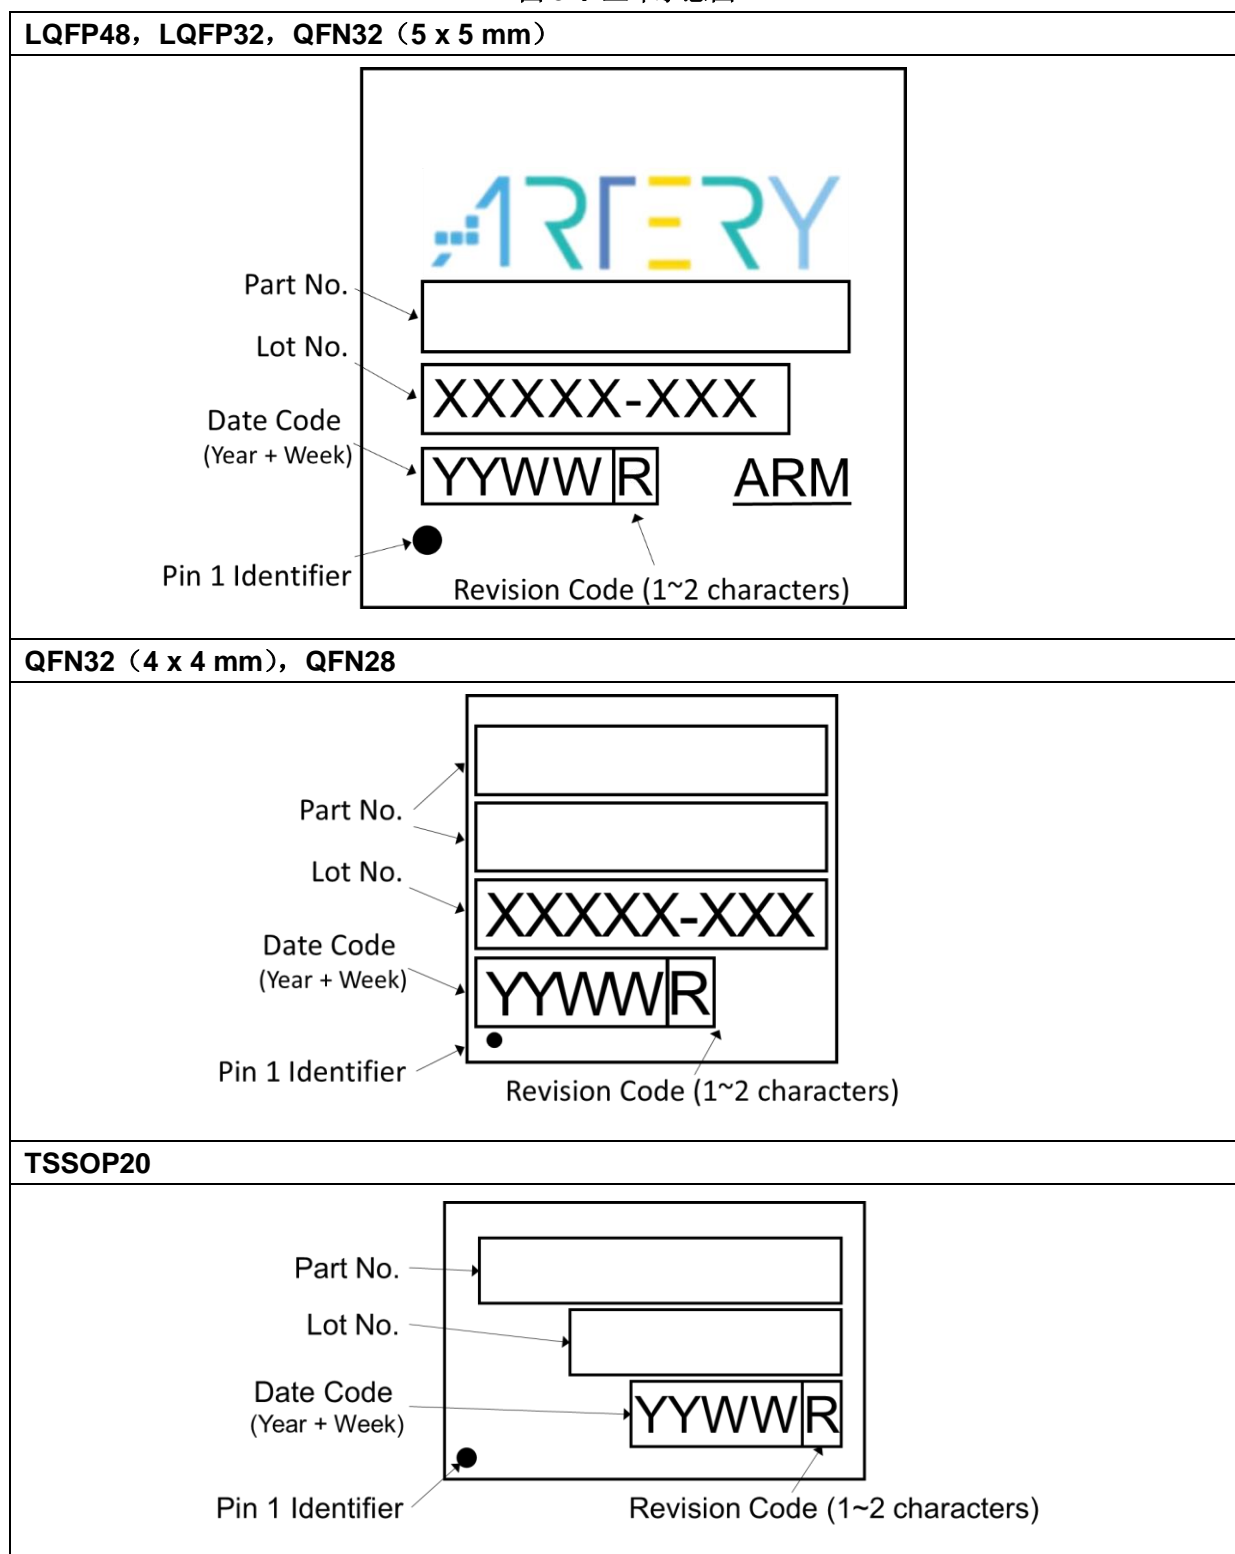 LQFP48，LQFP32，QFN32（5 x 5 mm）
ARTERY
Part No.
Lot No.
XXXXX-XXX
Date Code
(Year + Week)
YYWW R
ARM
Pin 1 Identifier
Revision Code (1~2 characters)
QFN32（4 x 4 mm），QFN28
Part No.
Lot No.
XXXXX-XXX
Date Code
(Year + Week)
YYWW R
Pin 1 Identifier
Revision Code (1~2 characters)
TSSOP20
Part No.
Lot No.
Date Code
(Year + Week)
YYWW R
Pin 1 Identifier
Revision Code (1~2 characters)